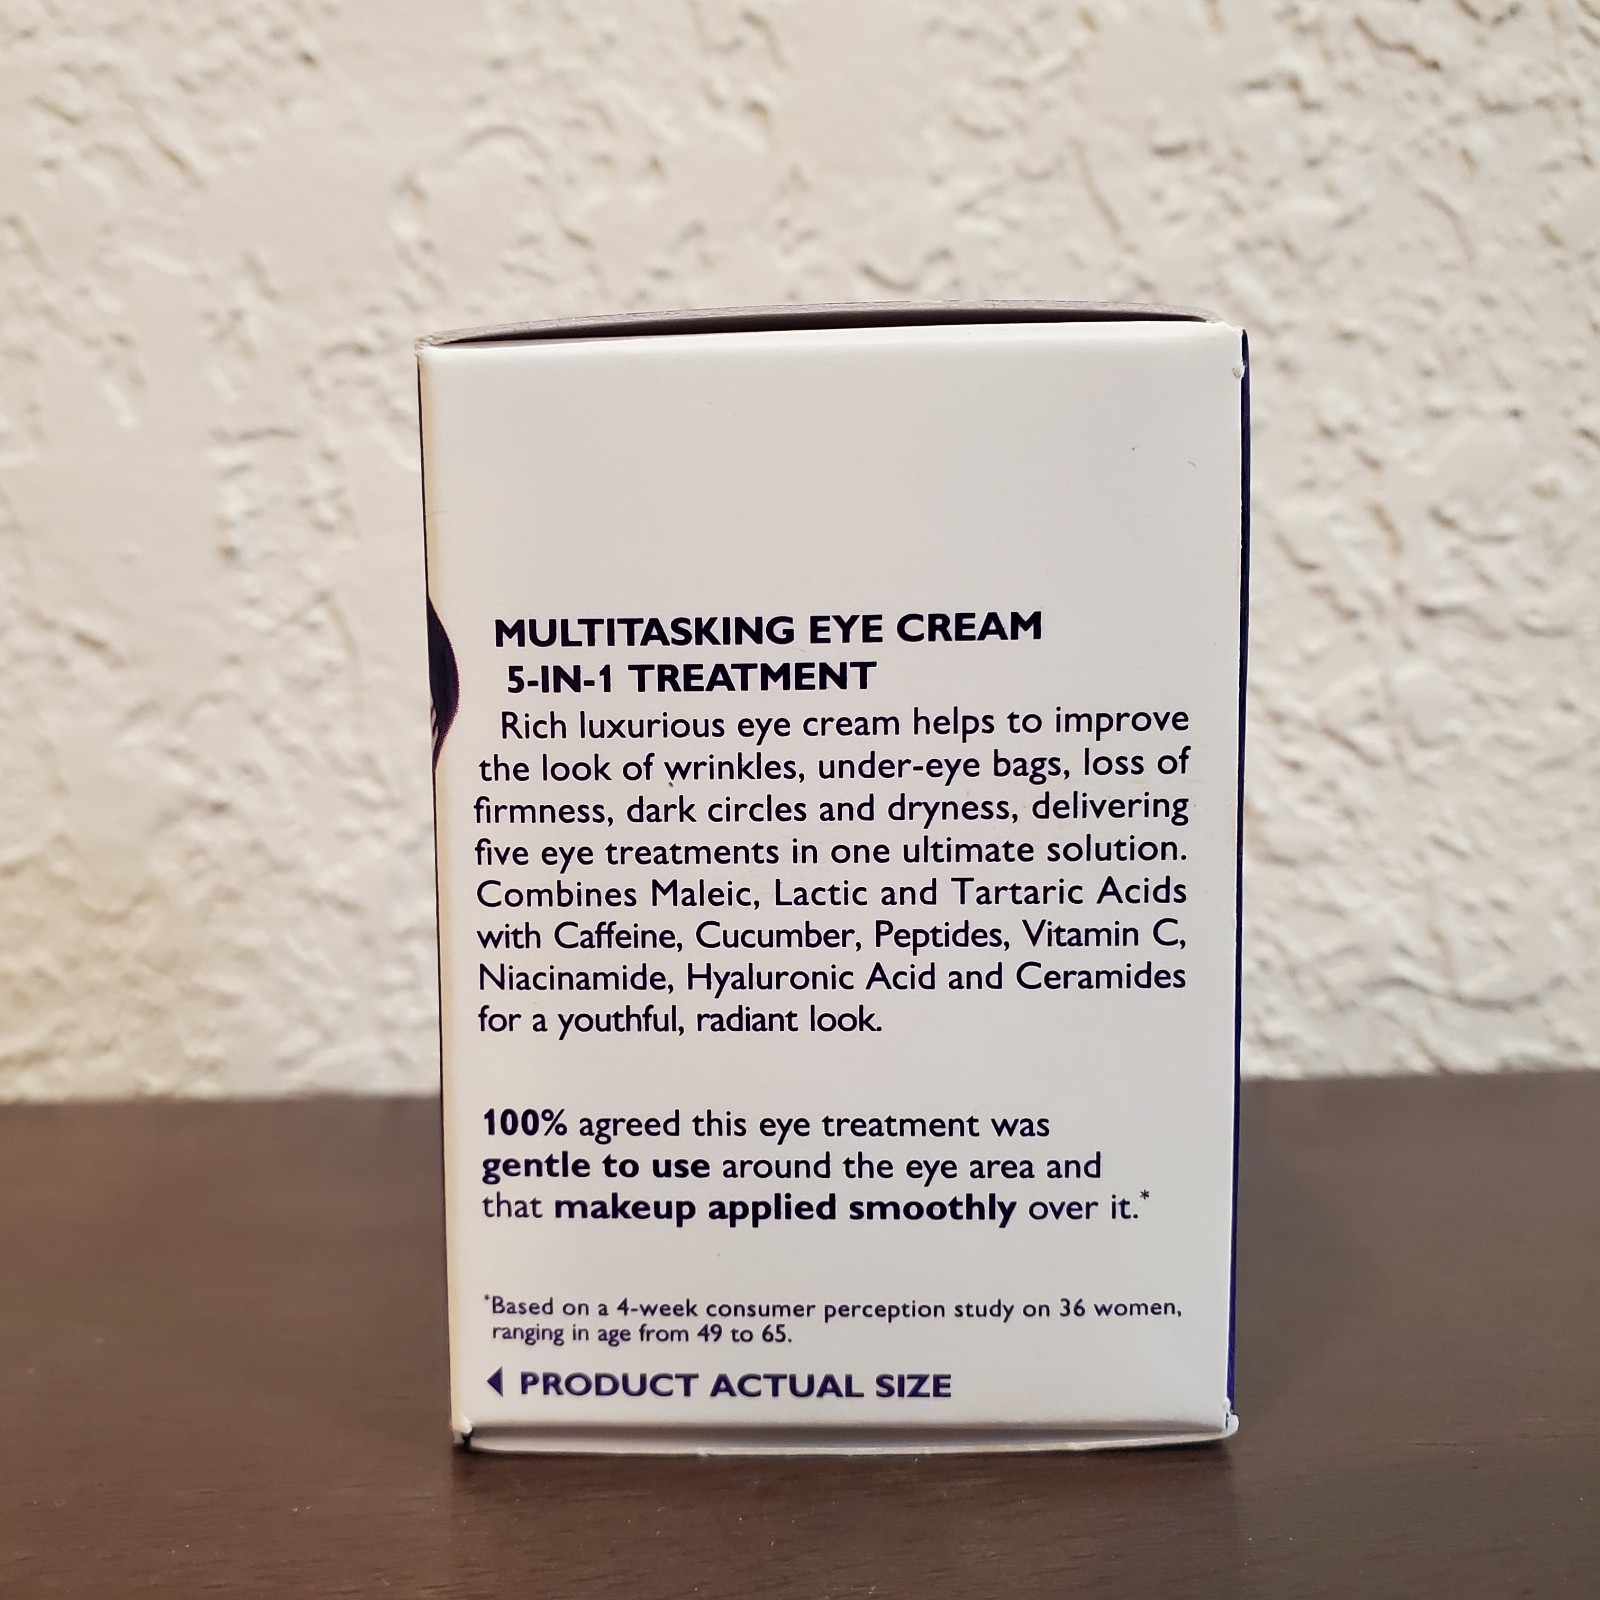 MULTITASKING EYE CREAM
5-IN-1 TREATMENT
Rich luxurious eye cream helps to improve
the look of wrinkles, under-eye bags, loss of
firmness, dark circles and dryness, delivering
five eye treatments in one ultimate solution.
Combines Maleic, Lactic and Tartaric Acids
with Caffeine, Cucumber, Peptides, Vitamin C,
Niacinamide, Hyaluronic Acid and Ceramides
for a youthful, radiant look.
100% agreed this eye treatment was
gentle to use around the eye area and
that makeup applied smoothly over it.*
*Based on a 4-week consumer perception study on 36 women,
ranging in age from 49 to 65.
◀ PRODUCT ACTUAL SIZE